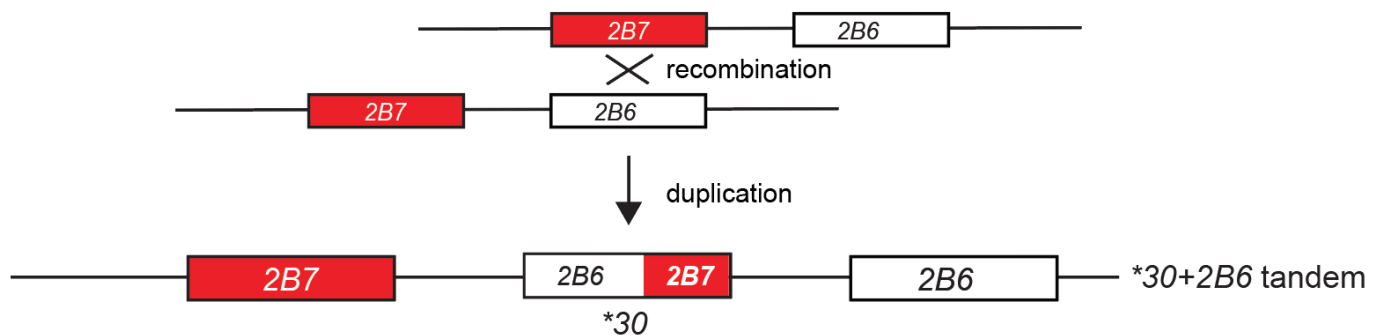 2B7 2B6
recombination
2B7 2B6
duplication
2B7 2B6 2B7 2B6 *30+2B6 tandem
*30